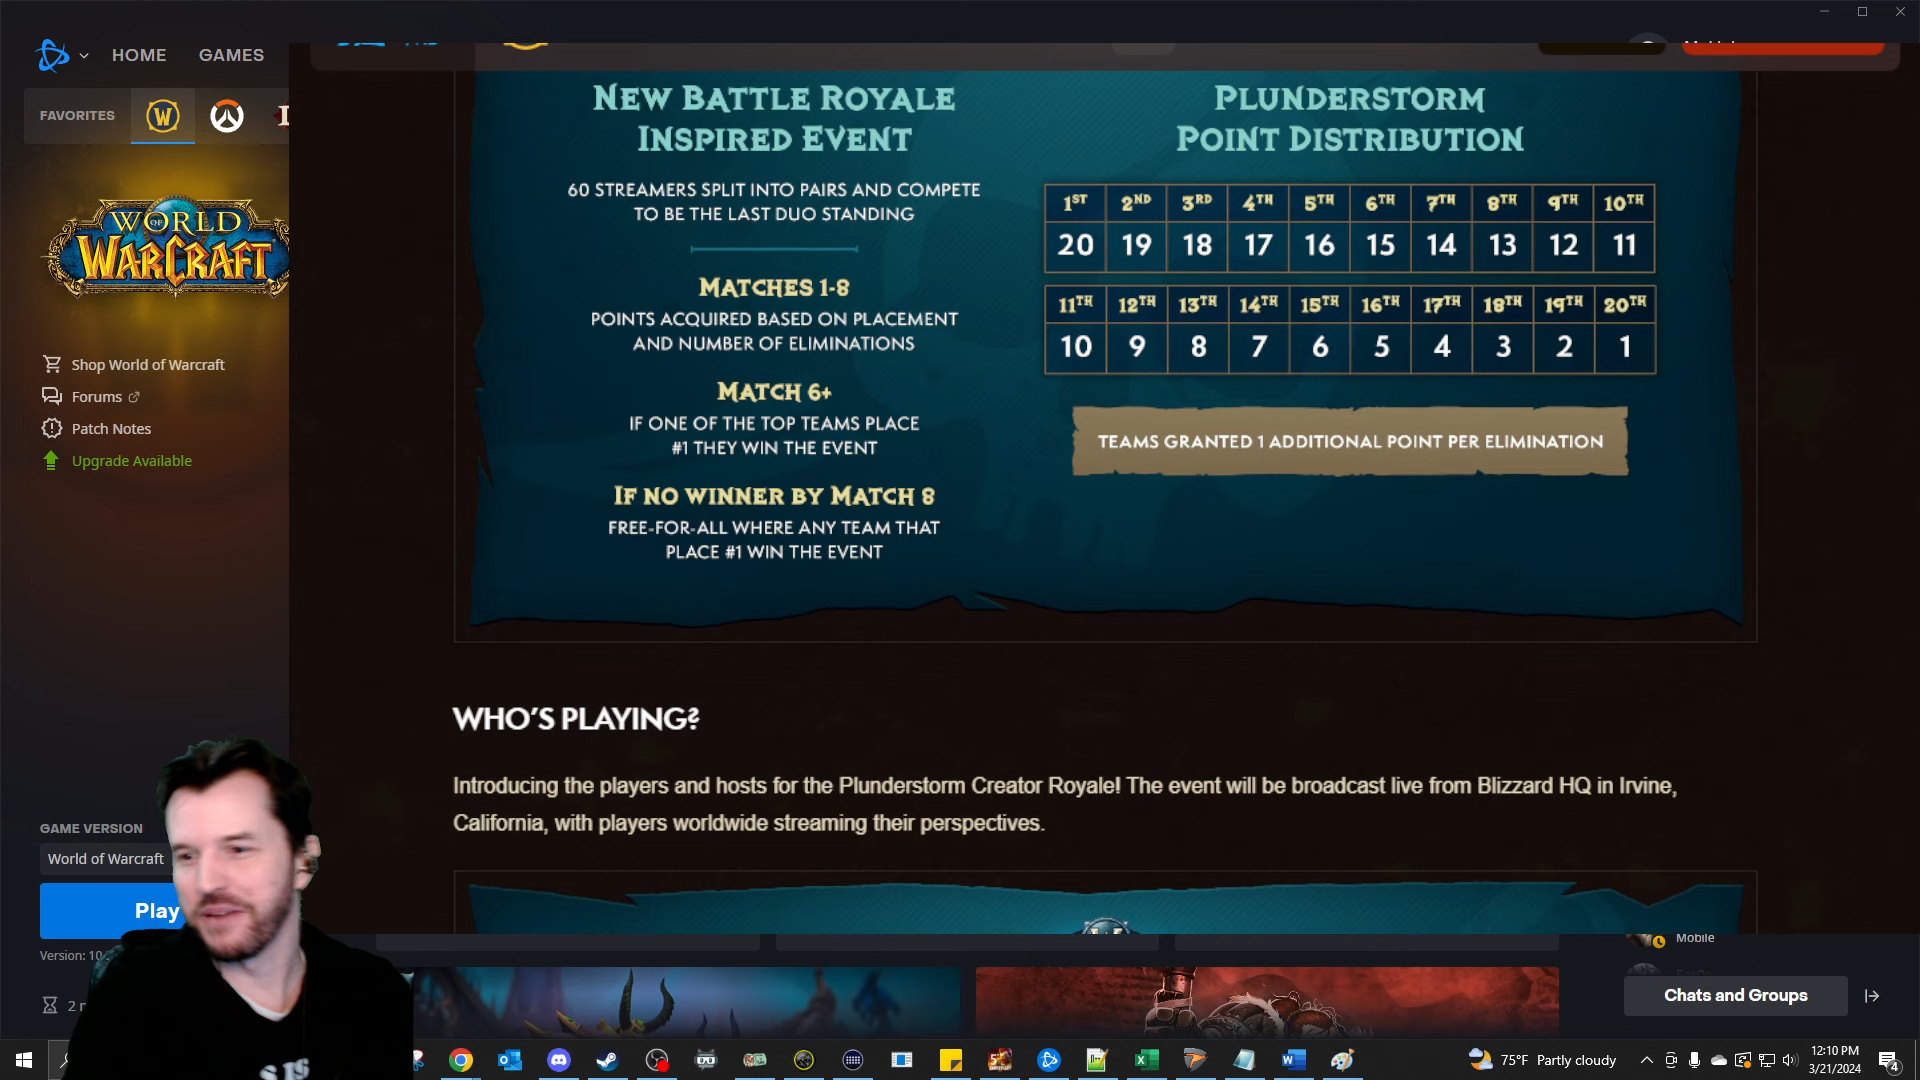 HOME
GAMES
FAVORITES
WORLD
OF
WARCRAFT
Shop World of Warcraft
Forums
Patch Notes
Upgrade Available
GAME VERSION
World of Warcraft
Play
Version: 10
2
NEW BATTLE ROYALE
INSPIRED EVENT
60 STREAMERS SPLIT INTO PAIRS AND COMPETE
TO BE THE LAST DUO STANDING
MATCHES 1-8
POINTS ACQUIRED BASED ON PLACEMENT
AND NUMBER OF ELIMINATIONS
MATCH 6+
IF ONE OF THE TOP TEAMS PLACE
#1 THEY WIN THE EVENT
IF NO WINNER BY MATCH 8
FREE-FOR-ALL WHERE ANY TEAM THAT
PLACE #1 WIN THE EVENT
PLUNDERSTORM
POINT DISTRIBUTION
1ST 2ND 3RD 4TH 5TH 6TH 7TH 8TH 9TH 10TH
20 19 18 17 16 15 14 13 12 11
11TH 12TH 13TH 14TH 15TH 16TH 17TH 18TH 19TH 20TH
10 9 8 7 6 5 4 3 2 1
TEAMS GRANTED 1 ADDITIONAL POINT PER ELIMINATION
WHO'S PLAYING?
Introducing the players and hosts for the Plunderstorm Creator Royale! The event will be broadcast live from Blizzard HQ in Irvine,
California, with players worldwide streaming their perspectives.
Mobile
Chats and Groups
75°F Partly cloudy
12:10 PM
3/21/2024
4